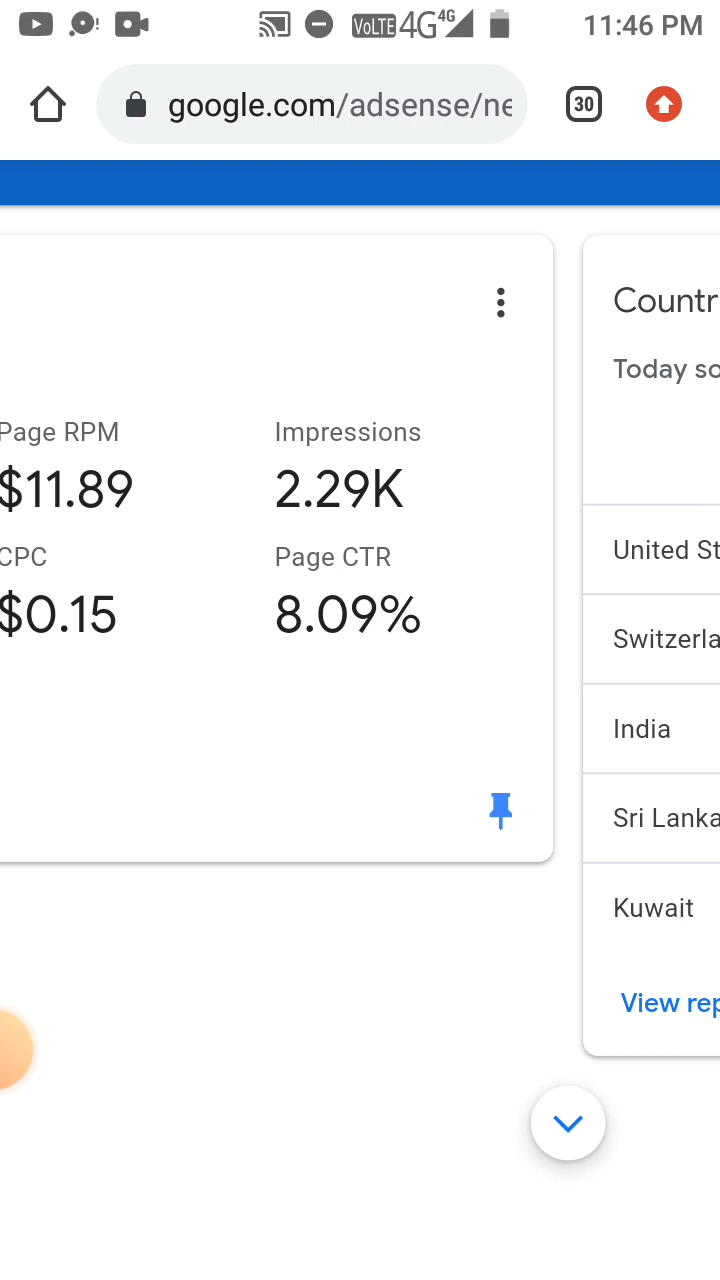 VoLTE 4G 4G 11:46 PM
google.com/adsense/ne
30
Page RPM Impressions
$11.89 2.29K
CPC Page CTR
$0.15 8.09%
Countr
Today so
United St
Switzerla
India
Sri Lanka
Kuwait
View rep